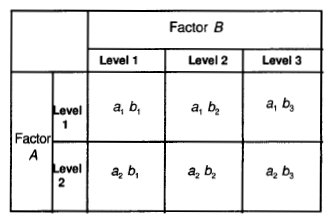 Factor B
Level 1 Level 2 Level 3
Factor A
Level 1
a₁ b₁ a₁ b₂ a₁ b₃
Level 2
a₂ b₁ a₂ b₂ a₂ b₃